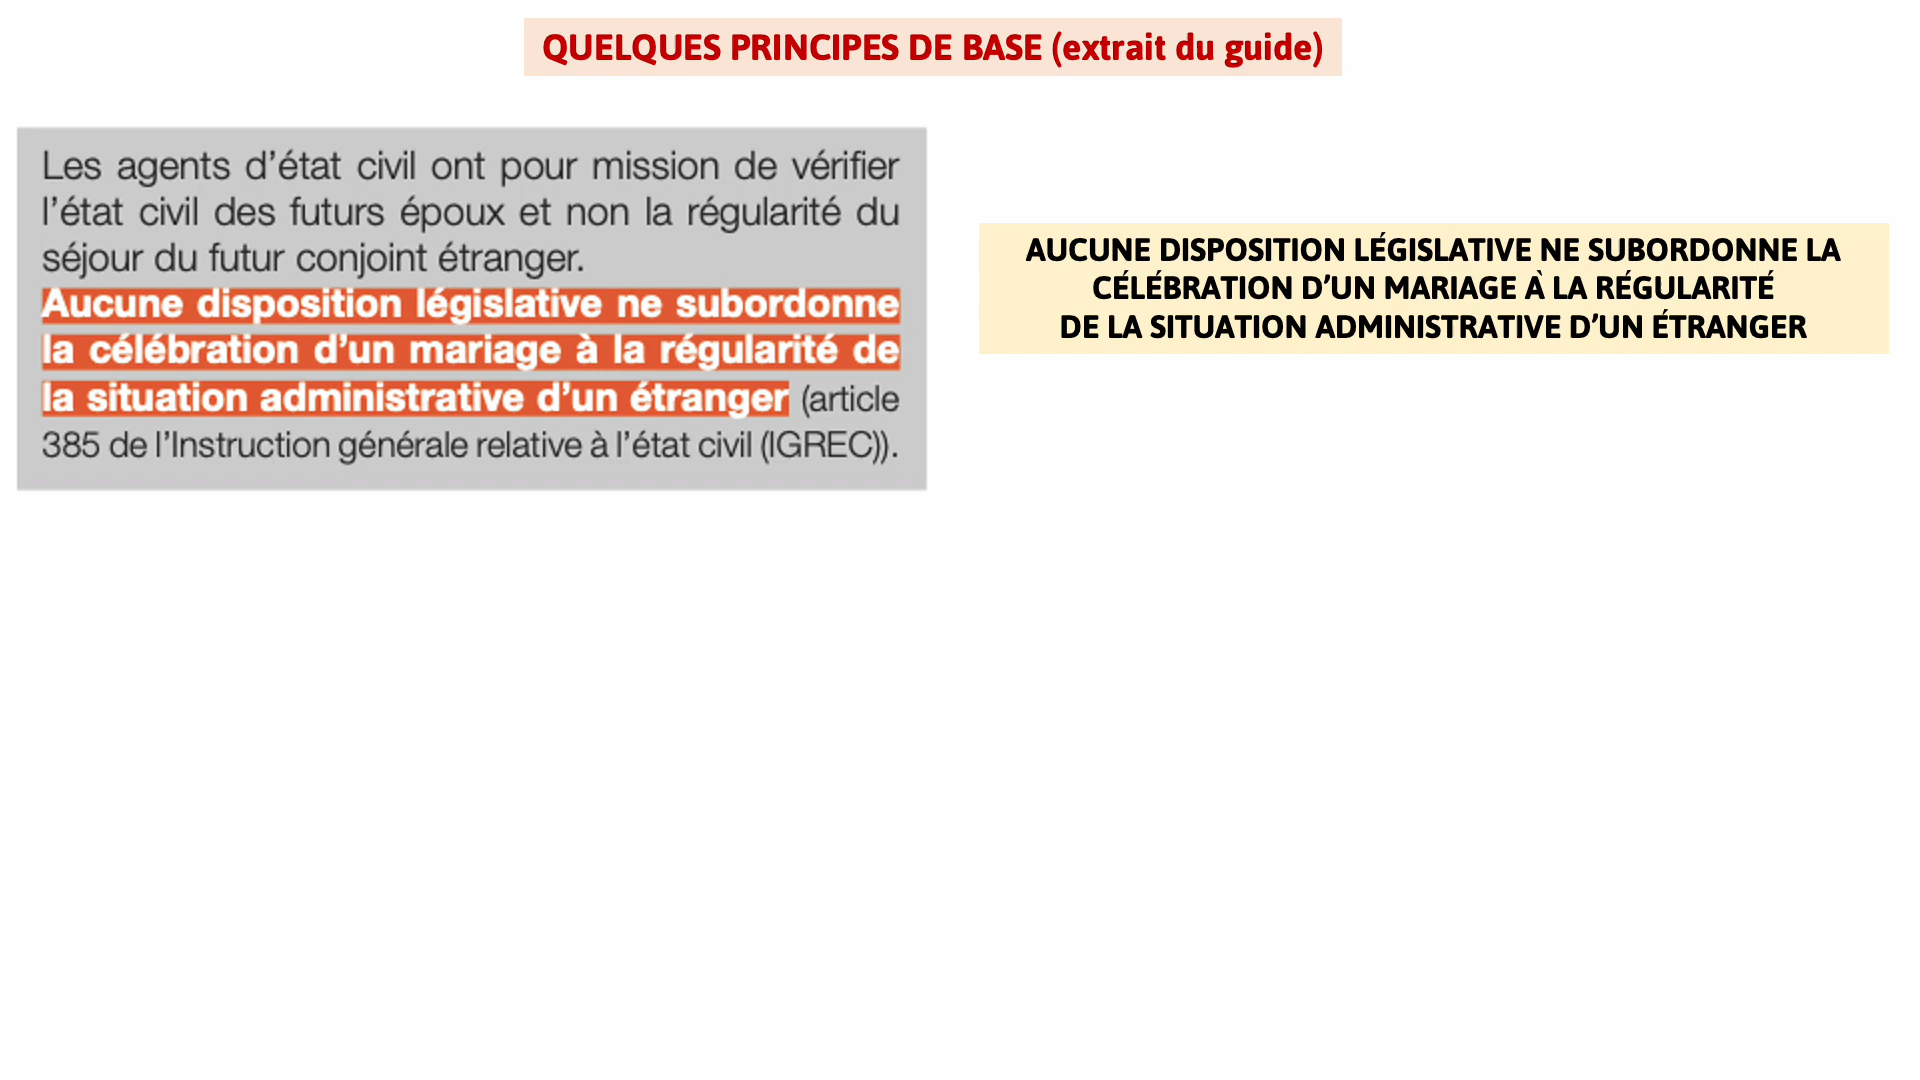 QUELQUES PRINCIPES DE BASE (extrait du guide)
Les agents d’état civil ont pour mission de vérifier
l’état civil des futurs époux et non la régularité du
séjour du futur conjoint étranger.
Aucune disposition législative ne subordonne
la célébration d’un mariage à la régularité de
la situation administrative d’un étranger (article
385 de l’Instruction générale relative à l’état civil (IGREC)).
AUCUNE DISPOSITION LÉGISLATIVE NE SUBORDONNE LA
CÉLÉBRATION D’UN MARIAGE À LA RÉGULARITÉ
DE LA SITUATION ADMINISTRATIVE D’UN ÉTRANGER